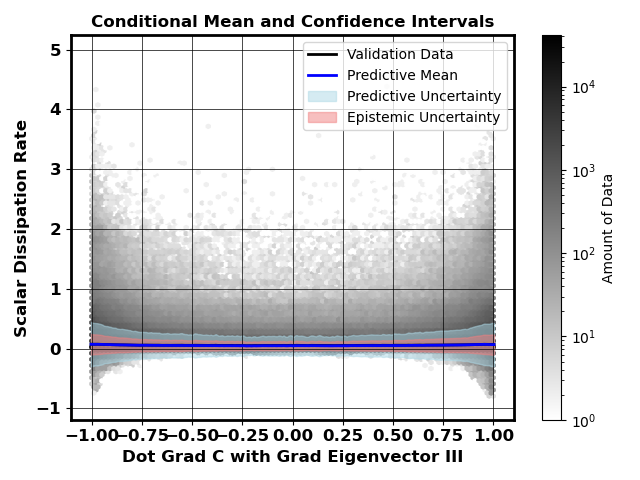 Conditional Mean and Confidence Intervals
Scalar Dissipation Rate
5
4
3
2
1
0
−1
Validation Data
Predictive Mean
Predictive Uncertainty
Epistemic Uncertainty
−1.00 −0.75 −0.50 −0.25 0.00 0.25 0.50 0.75 1.00
Dot Grad C with Grad Eigenvector III
10⁴
10³
10²
10¹
10⁰
Amount of Data